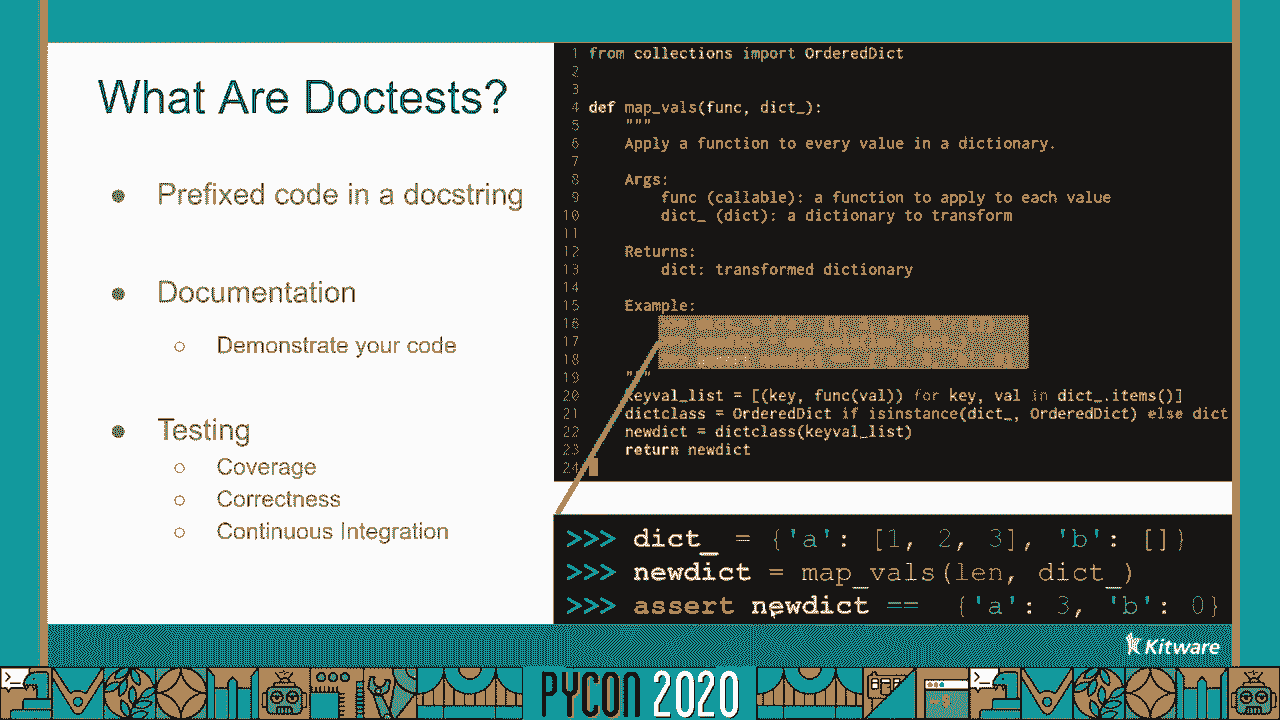 What Are Doctests?
● Prefixed code in a docstring
● Documentation
○ Demonstrate your code
● Testing
○ Coverage
○ Correctness
○ Continuous Integration
1 from collections import OrderedDict
2
3
4 def map_vals(func, dict_):
5 """
6 Apply a function to every value in a dictionary.
7
8 Args:
9 func (callable): a function to apply to each value
10 dict_ (dict): a dictionary to transform
11
12 Returns:
13 dict: transformed dictionary
14
15 Example:
16
17
18
19 """
20 keyval_list = [(key, func(val)) for key, val in dict_.items()]
21 dictclass = OrderedDict if isinstance(dict_, OrderedDict) else dict
22 newdict = dictclass(keyval_list)
23 return newdict
24
>>> dict_ = {'a': [1, 2, 3], 'b': []}
>>> newdict = map_vals(len, dict_)
>>> assert newdict == {'a': 3, 'b': 0}
Kitware
PYCON 2020